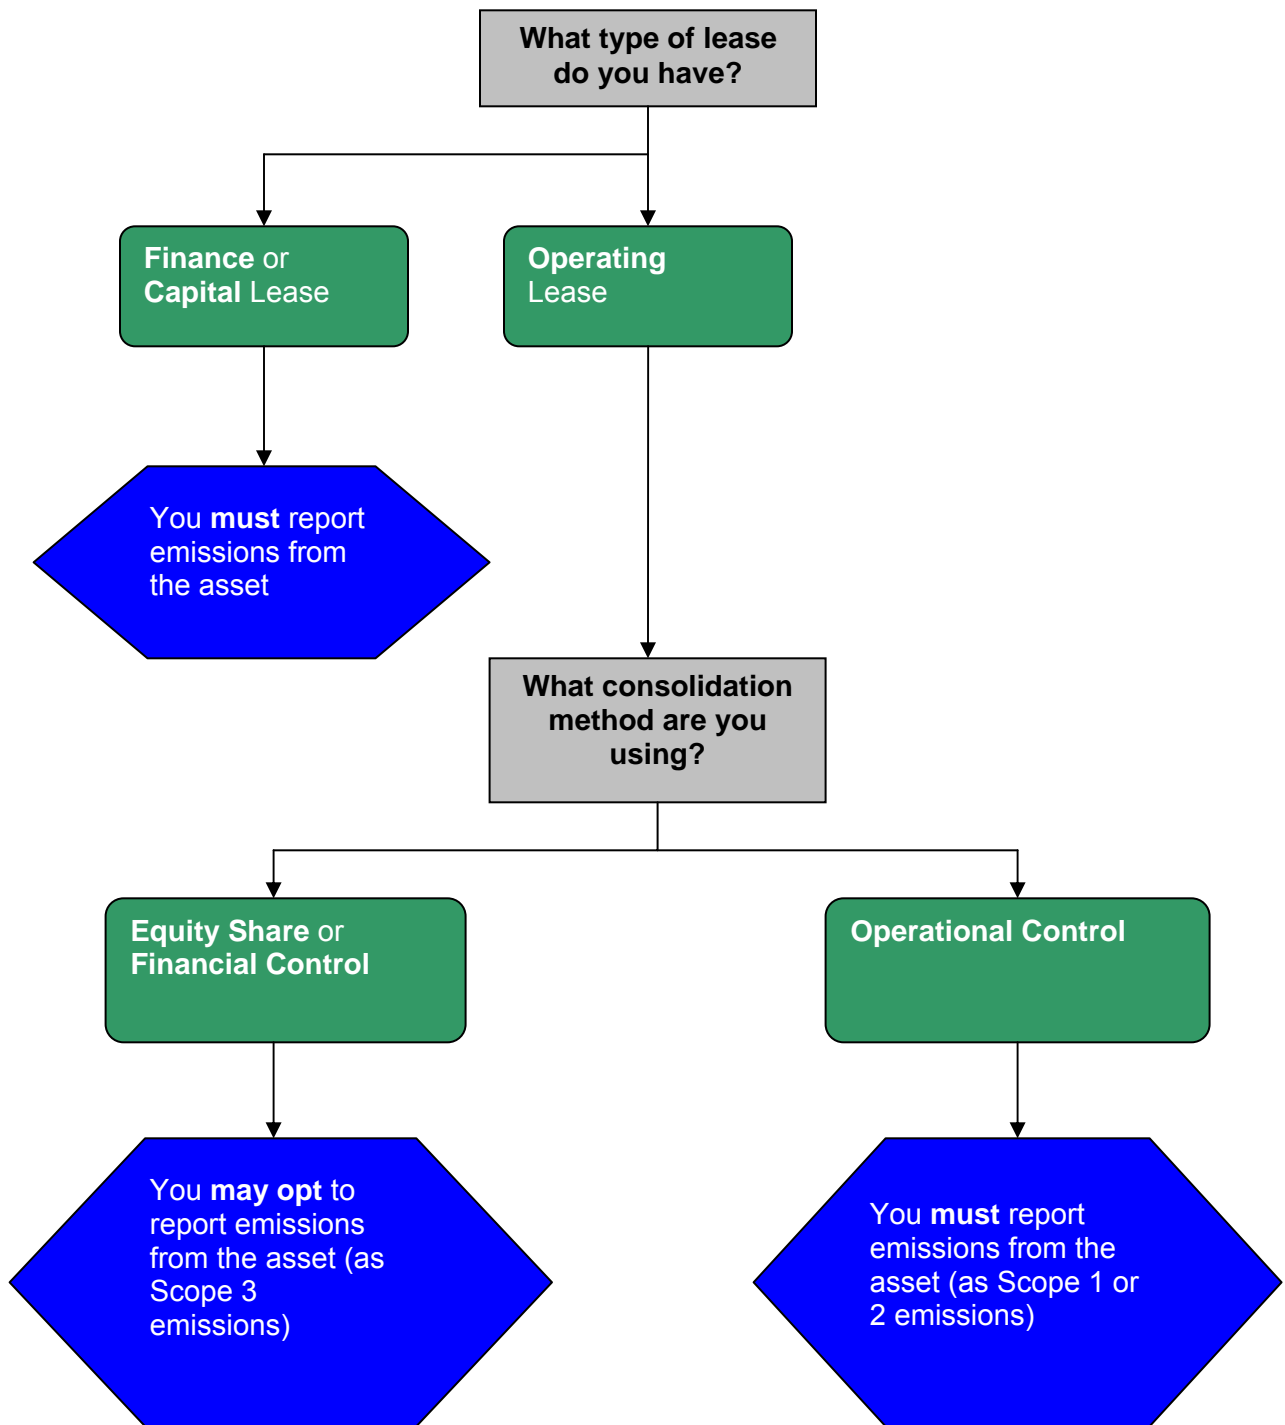 What type of lease
do you have?
Finance or
Capital Lease
Operating
Lease
You must report
emissions from
the asset
What consolidation
method are you
using?
Equity Share or
Financial Control
Operational Control
You may opt to
report emissions
from the asset (as
Scope 3
emissions)
You must report
emissions from the
asset (as Scope 1 or
2 emissions)